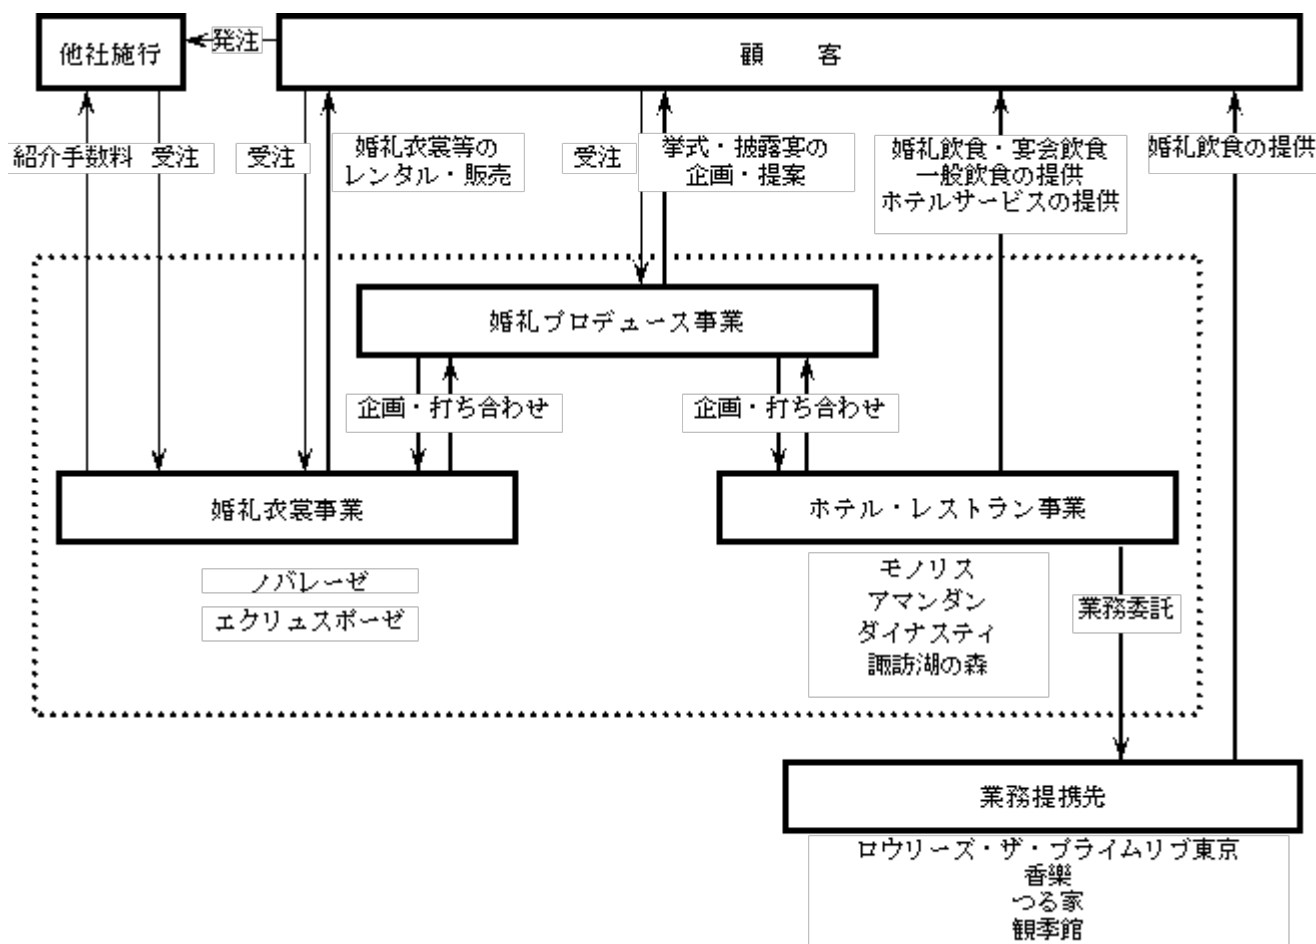 他社施行
発注
顧 客
紹介手数料
受注
受注
婚礼衣裳等の
レンタル・販売
受注
挙式・披露宴の
企画・提案
婚礼飲食・宴会飲食
一般飲食の提供
ホテルサービスの提供
婚礼飲食の提供
婚礼プロデュース事業
企画・打ち合わせ
企画・打ち合わせ
婚礼衣裳事業
ホテル・レストラン事業
ノバレーゼ
エクリュスポーゼ
モノリス
アマンダン
ダイナスティ
諏訪湖の森
業務委託
業務提携先
ロウリーズ・ザ・プライムリブ東京
香樂
つる家
観季館